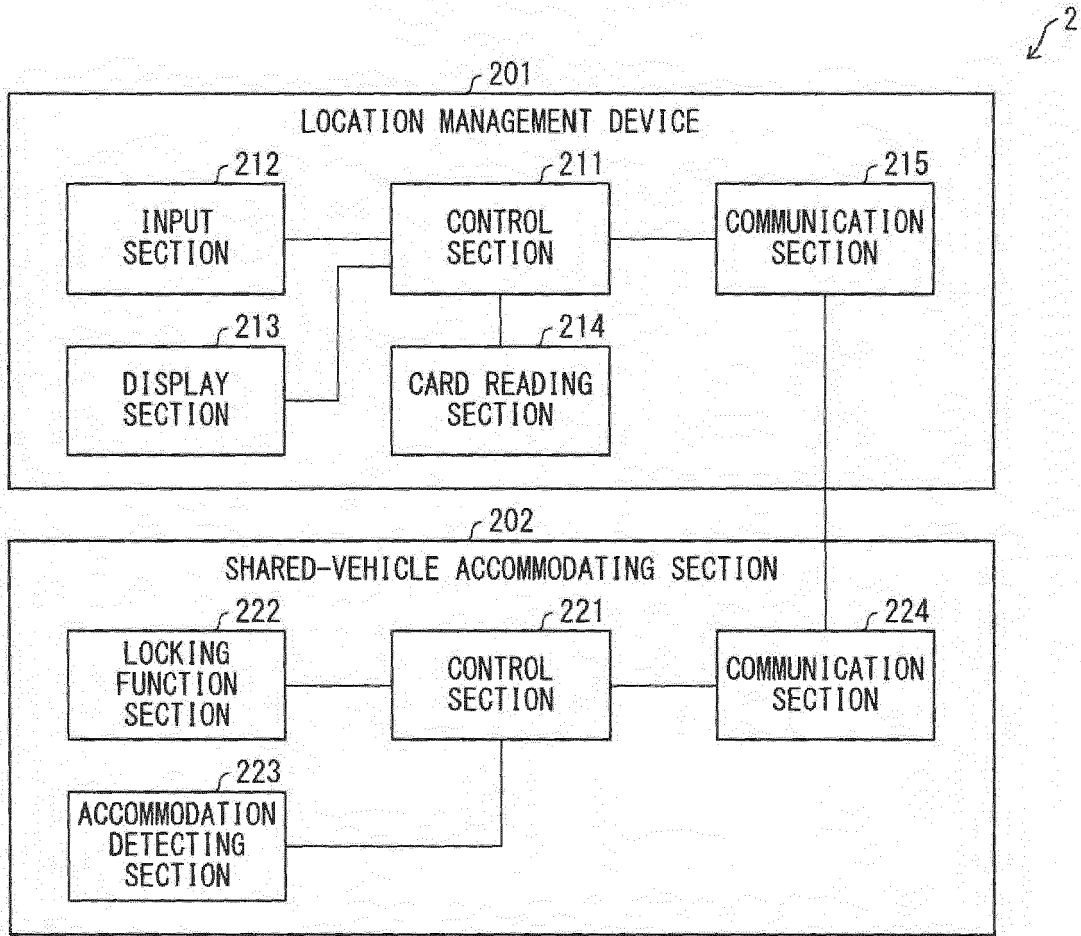 2
201
LOCATION MANAGEMENT DEVICE
212
211
215
INPUT
SECTION
CONTROL
SECTION
COMMUNICATION
SECTION
213
214
DISPLAY
SECTION
CARD READING
SECTION
202
SHARED-VEHICLE ACCOMMODATING SECTION
222
221
224
LOCKING
FUNCTION
SECTION
CONTROL
SECTION
COMMUNICATION
SECTION
223
ACCOMMODATION
DETECTING
SECTION